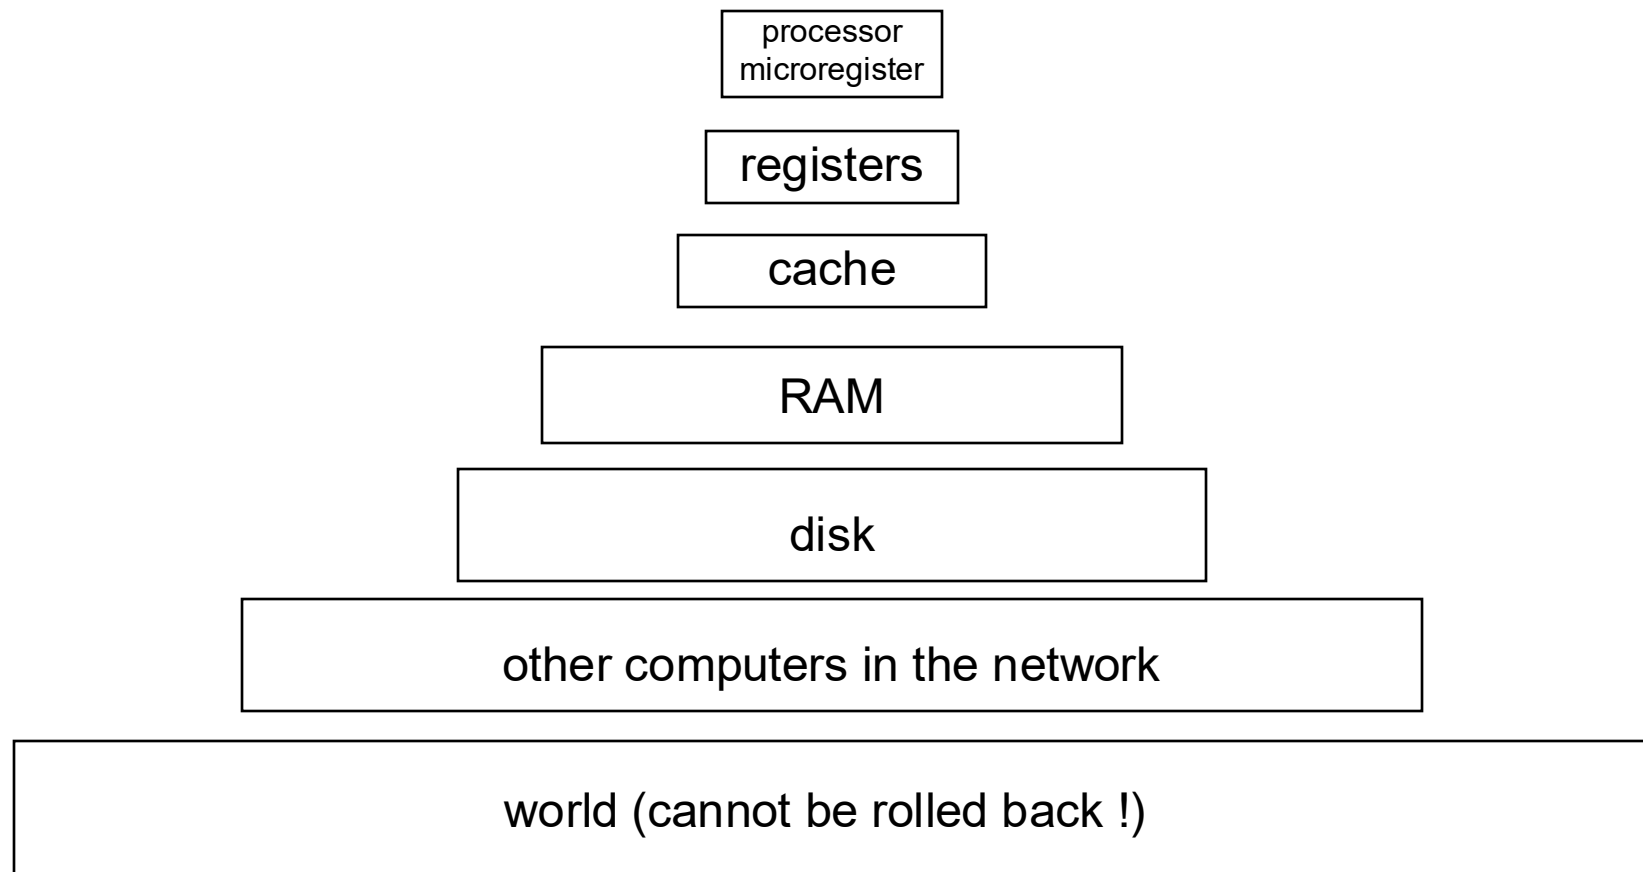 processor
microregister
registers
cache
RAM
disk
other computers in the network
world (cannot be rolled back !)